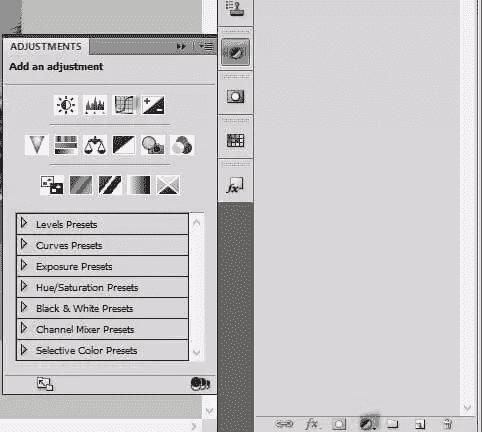 ADJUSTMENTS
Add an adjustment
Levels Presets
Curves Presets
Exposure Presets
Hue/Saturation Presets
Black & White Presets
Channel Mixer Presets
Selective Color Presets
fx
fx